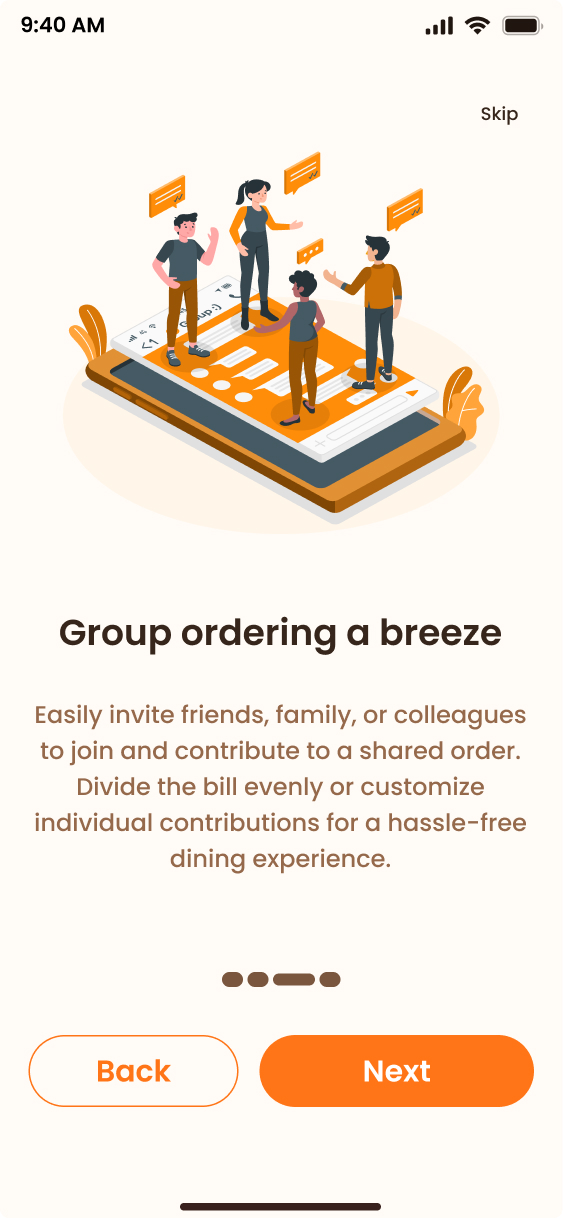 9:40 AM
Skip
Group :)
Group ordering a breeze
Easily invite friends, family, or colleagues
to join and contribute to a shared order.
Divide the bill evenly or customize
individual contributions for a hassle-free
dining experience.
Back
Next